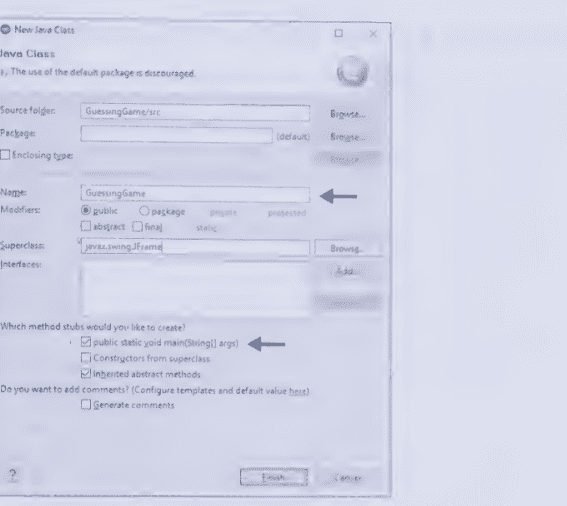 New Java Class
Java Class
The use of the default package is discouraged.
Source folder: GuessingGame/src Browse...
Package: (default) Browse...
Enclosing type: Browse...
Name: GuessingGame
Modifiers: public package private protected
abstract final static
Superclass: javax.swing.JFrame Browse...
Interfaces: Add...
Which method stubs would you like to create?
public static void main(String[] args)
Constructors from superclass
Inherited abstract methods
Do you want to add comments? (Configure templates and default value here)
Generate comments
? Finish Cancel